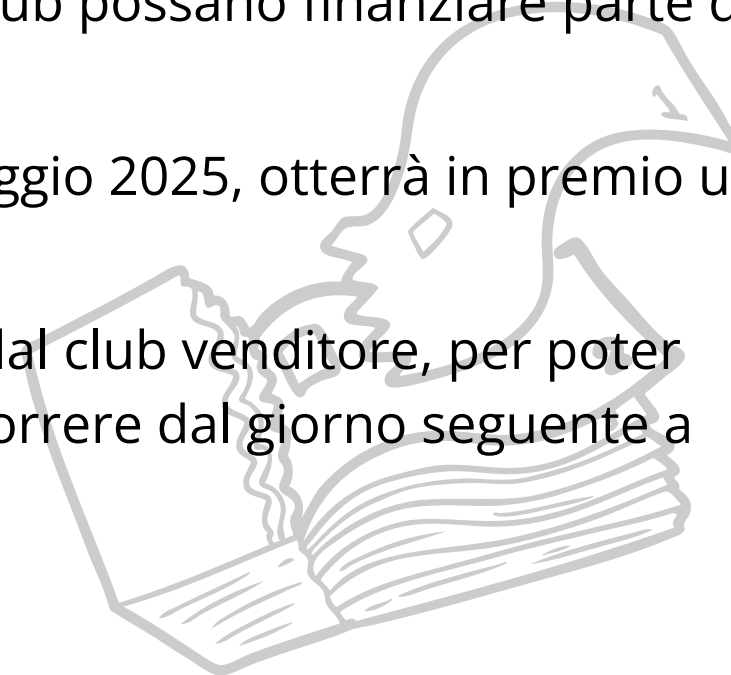 ub possano finanziare parte d
ggio 2025, otterrà in premio u
dal club venditore, per poter
orrere dal giorno seguente a